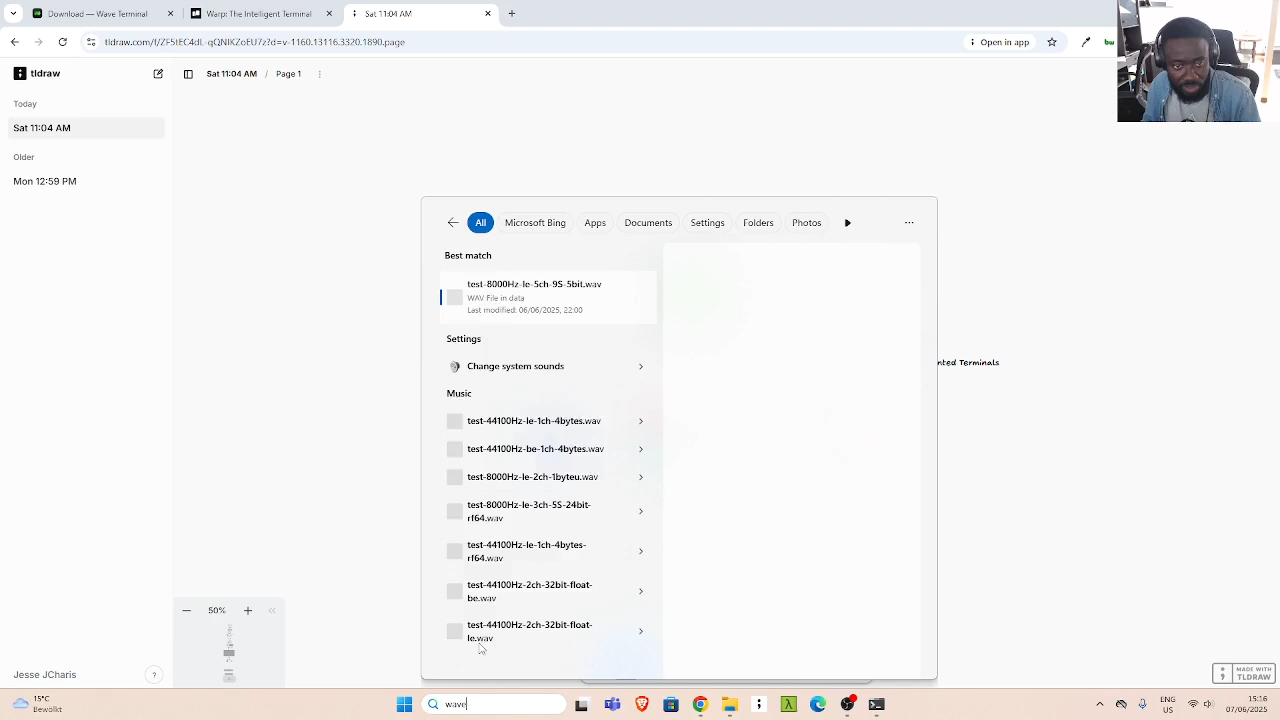 Download — Wave Terminal
Warp: The Intelligent Terminal
Sat 11:04 AM
tldraw.com/f/ZF5ItEC4dL-qQNIKZoEU7z?d=v_-1160.13116.3320.1890.page
Open in app
bw
tldraw
Today
Sat 11:04 AM
Older
Mon 12:59 PM
Sat 11:04 AM / Page 1
All
Microsoft Bing
Apps
Documents
Settings
Folders
Photos
Best match
test-8000Hz-le-5ch-9S-5bit.wav
WAV File in data
Last modified: 06/06/2025, 22:00
Settings
Change system sounds
Music
test-44100Hz-le-1ch-4bytes.wav
test-44100Hz-be-1ch-4bytes.wav
test-8000Hz-le-2ch-1byteu.wav
test-8000Hz-le-3ch-5S-24bit-
rf64.wav
test-44100Hz-le-1ch-4bytes-
rf64.wav
test-44100Hz-2ch-32bit-float-
be.wav
test-44100Hz-2ch-32bit-float-
le.wav
nted Terminals
50%
Jesse JCharis
?
MADE WITH
TLDRAW
15°C
Bewolkt
wav
ENG
US
15:16
07/06/2025